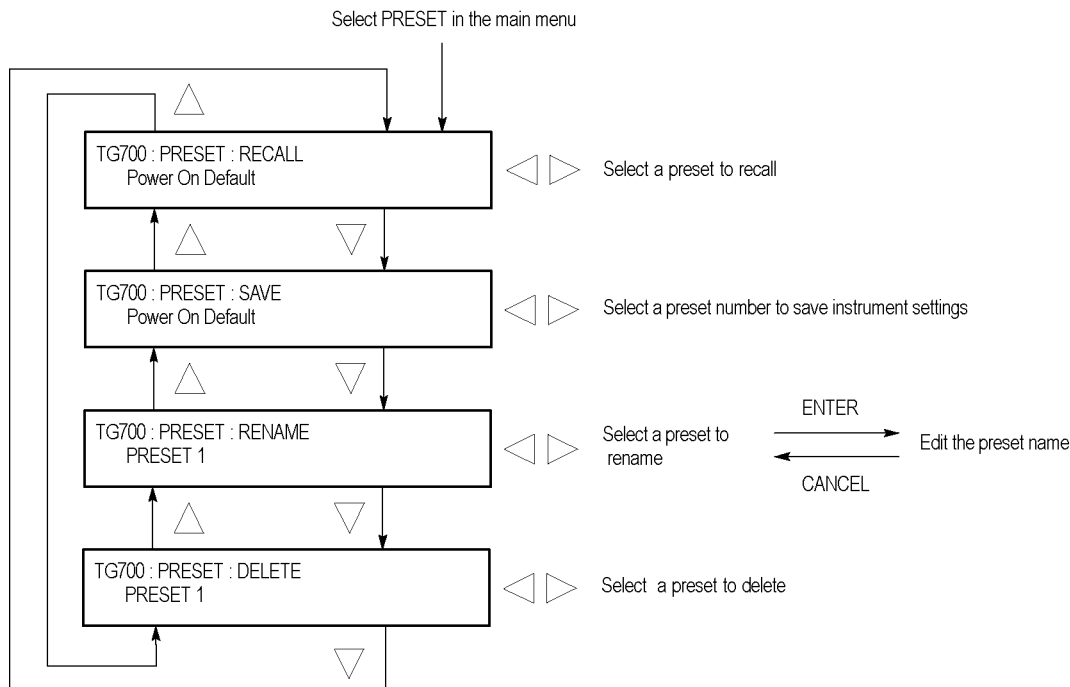 Select PRESET in the main menu
TG700 : PRESET : RECALL
Power On Default
Select a preset to recall
TG700 : PRESET : SAVE
Power On Default
Select a preset number to save instrument settings
TG700 : PRESET : RENAME
PRESET 1
Select a preset to
rename
ENTER
CANCEL
Edit the preset name
TG700 : PRESET : DELETE
PRESET 1
Select a preset to delete